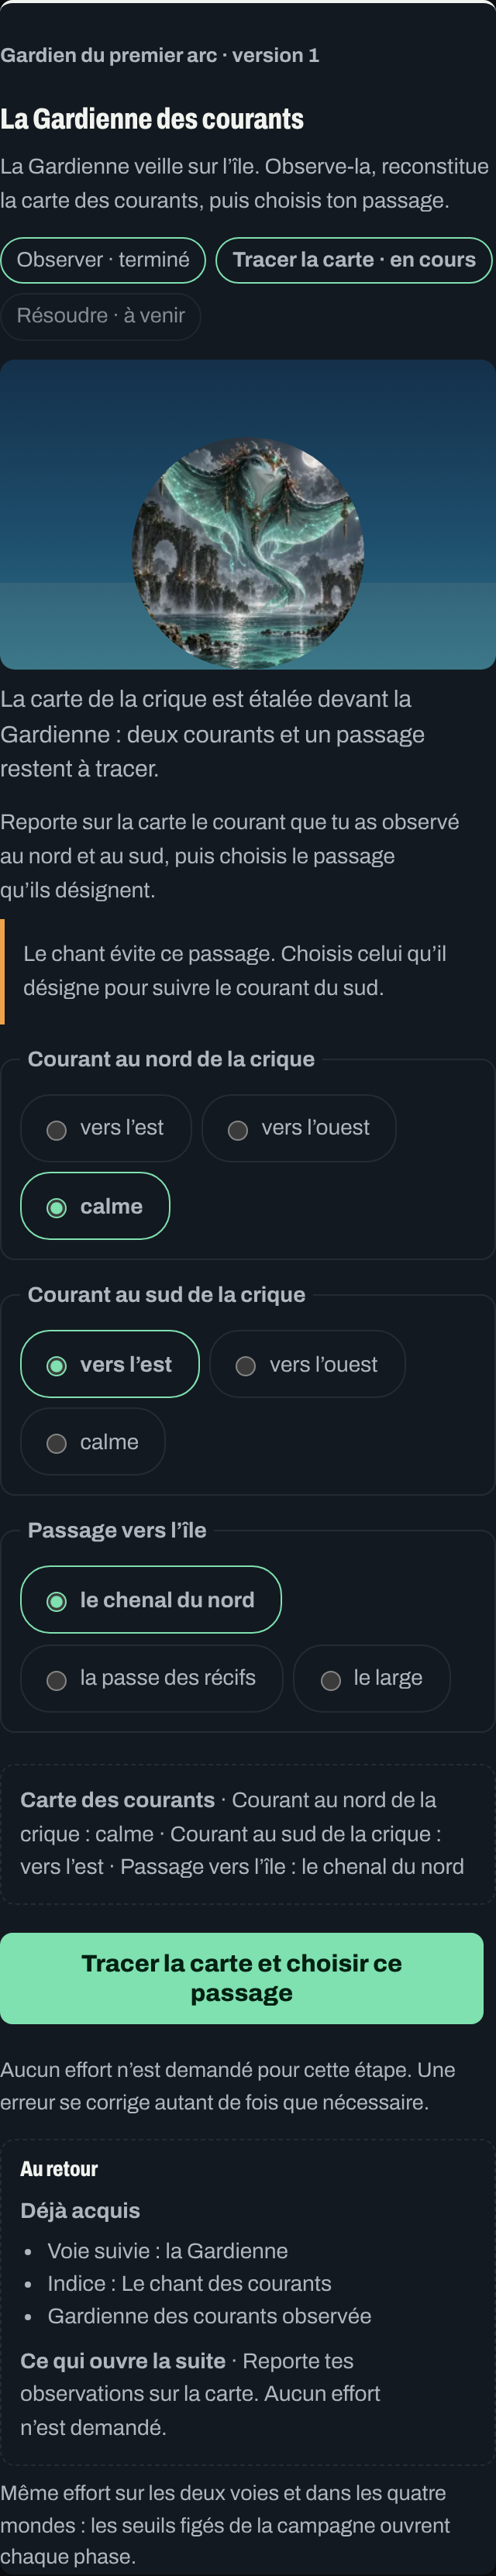 Gardien du premier arc · version 1
La Gardienne des courants
La Gardienne veille sur l’île. Observe-la, reconstitue
la carte des courants, puis choisis ton passage.
Observer · terminé
Tracer la carte · en cours
Résoudre · à venir
La carte de la crique est étalée devant la
Gardienne : deux courants et un passage
restent à tracer.
Reporte sur la carte le courant que tu as observé
au nord et au sud, puis choisis le passage
qu’ils désignent.
Le chant évite ce passage. Choisis celui qu’il
désigne pour suivre le courant du sud.
Courant au nord de la crique
vers l’est
vers l’ouest
calme
Courant au sud de la crique
vers l’est
vers l’ouest
calme
Passage vers l’île
le chenal du nord
la passe des récifs
le large
Carte des courants · Courant au nord de la
crique : calme · Courant au sud de la crique :
vers l’est · Passage vers l’île : le chenal du nord
Tracer la carte et choisir ce
passage
Aucun effort n’est demandé pour cette étape. Une
erreur se corrige autant de fois que nécessaire.
Au retour
Déjà acquis
• Voie suivie : la Gardienne
• Indice : Le chant des courants
• Gardienne des courants observée
Ce qui ouvre la suite · Reporte tes
observations sur la carte. Aucun effort
n’est demandé.
Même effort sur les deux voies et dans les quatre
mondes : les seuils figés de la campagne ouvrent
chaque phase.